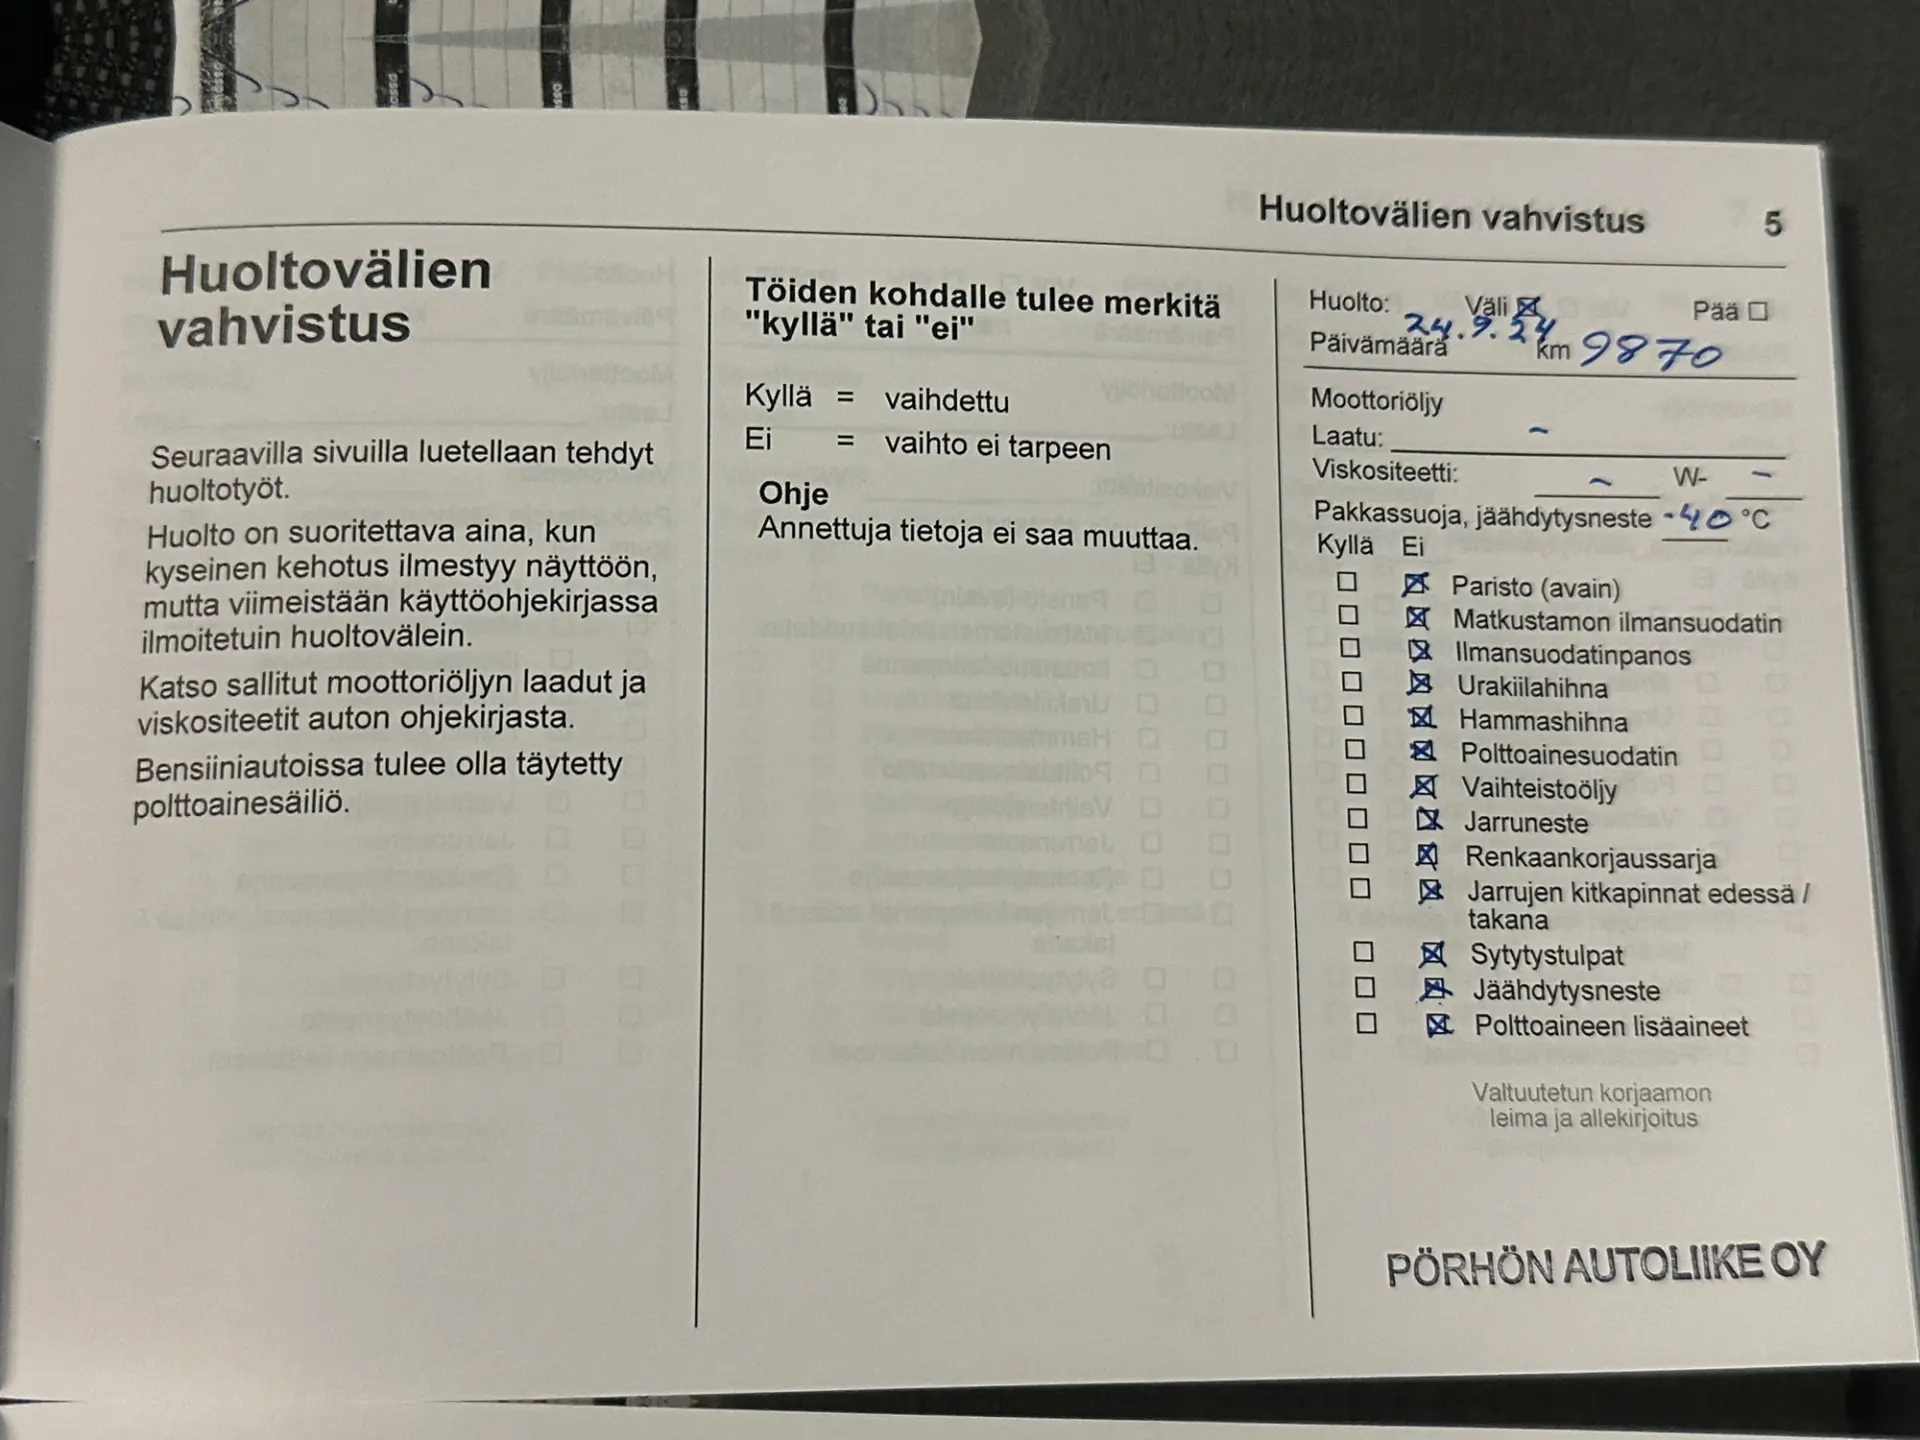 Huoltovälien vahvistus 5
Huoltovälien
vahvistus
Seuraavilla sivuilla luetellaan tehdyt
huoltotyöt.
Huolto on suoritettava aina, kun
kyseinen kehotus ilmestyy näyttöön,
mutta viimeistään käyttöohjekirjassa
ilmoitetuin huoltovälein.
Katso sallitut moottoriöljyn laadut ja
viskositeetit auton ohjekirjasta.
Bensiiniautoissa tulee olla täytetty
polttoainesäiliö.
Töiden kohdalle tulee merkitä
"kyllä" tai "ei"
Kyllä = vaihdettu
Ei = vaihto ei tarpeen
Ohje
Annettuja tietoja ei saa muuttaa.
Huolto: Väli ☒ Pää ☐
Päivämäärä 24.9.24 km 9870
Moottoriöljy
Laatu: -
Viskositeetti: - W- -
Pakkassuoja, jäähdytysneste -40 °C
Kyllä Ei
☐ ☒ Paristo (avain)
☐ ☒ Matkustamon ilmansuodatin
☐ ☒ Ilmansuodatinpanos
☐ ☒ Urakiilahihna
☐ ☒ Hammashihna
☐ ☒ Polttoainesuodatin
☐ ☒ Vaihteistoöljy
☐ ☒ Jarruneste
☐ ☒ Renkaankorjaussarja
☐ ☒ Jarrujen kitkapinnat edessä /
takana
☐ ☒ Sytytystulpat
☐ ☒ Jäähdytysneste
☐ ☒ Polttoaineen lisäaineet
Valtuutetun korjaamon
leima ja allekirjoitus
PÖRHÖN AUTOLIIKE OY